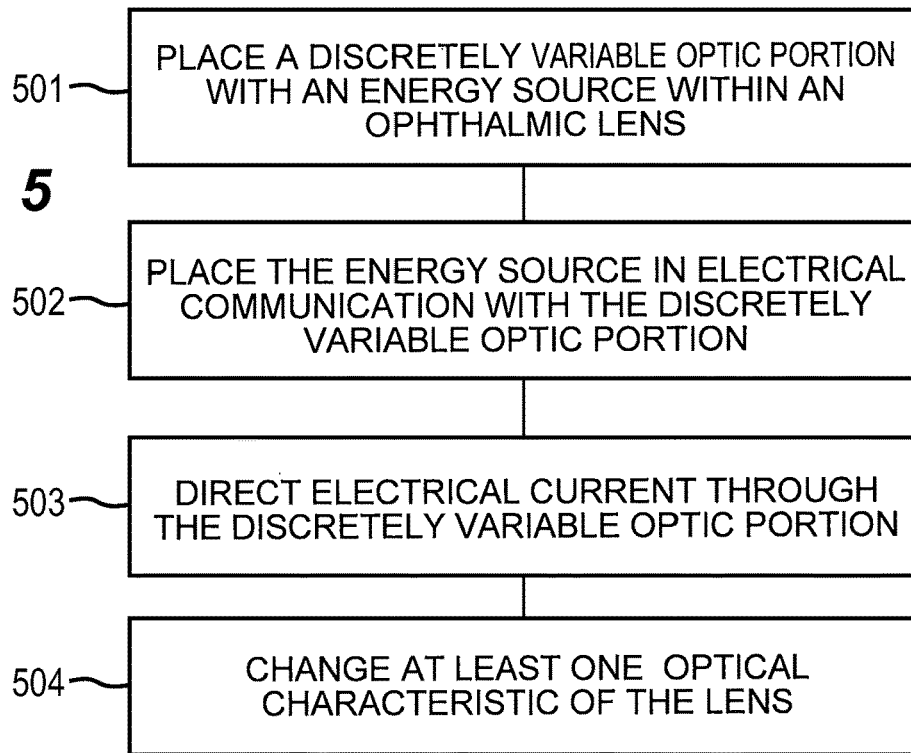 501
PLACE A DISCRETELY VARIABLE OPTIC PORTION
WITH AN ENERGY SOURCE WITHIN AN
OPHTHALMIC LENS
5
502
PLACE THE ENERGY SOURCE IN ELECTRICAL
COMMUNICATION WITH THE DISCRETELY
VARIABLE OPTIC PORTION
503
DIRECT ELECTRICAL CURRENT THROUGH
THE DISCRETELY VARIABLE OPTIC PORTION
504
CHANGE AT LEAST ONE OPTICAL
CHARACTERISTIC OF THE LENS